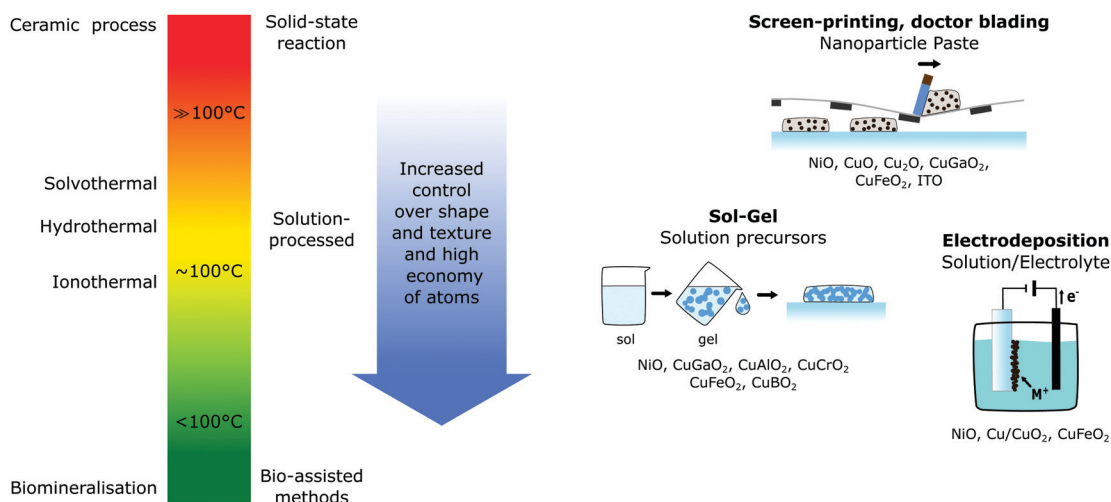 Ceramic process
Solid-state
reaction
≫100°C
Solvothermal
Hydrothermal
Solution-
processed
~100°C
Ionothermal
<100°C
Biomineralisation
Bio-assisted
methods
Increased
control
over shape
and texture
and high
economy
of atoms
Screen-printing, doctor blading
Nanoparticle Paste
NiO, CuO, Cu₂O, CuGaO₂,
CuFeO₂, ITO
Sol-Gel
Solution precursors
sol
gel
NiO, CuGaO₂, CuAlO₂, CuCrO₂
CuFeO₂, CuBO₂
Electrodeposition
Solution/Electrolyte
e⁻
M⁺
NiO, Cu/CuO₂, CuFeO₂